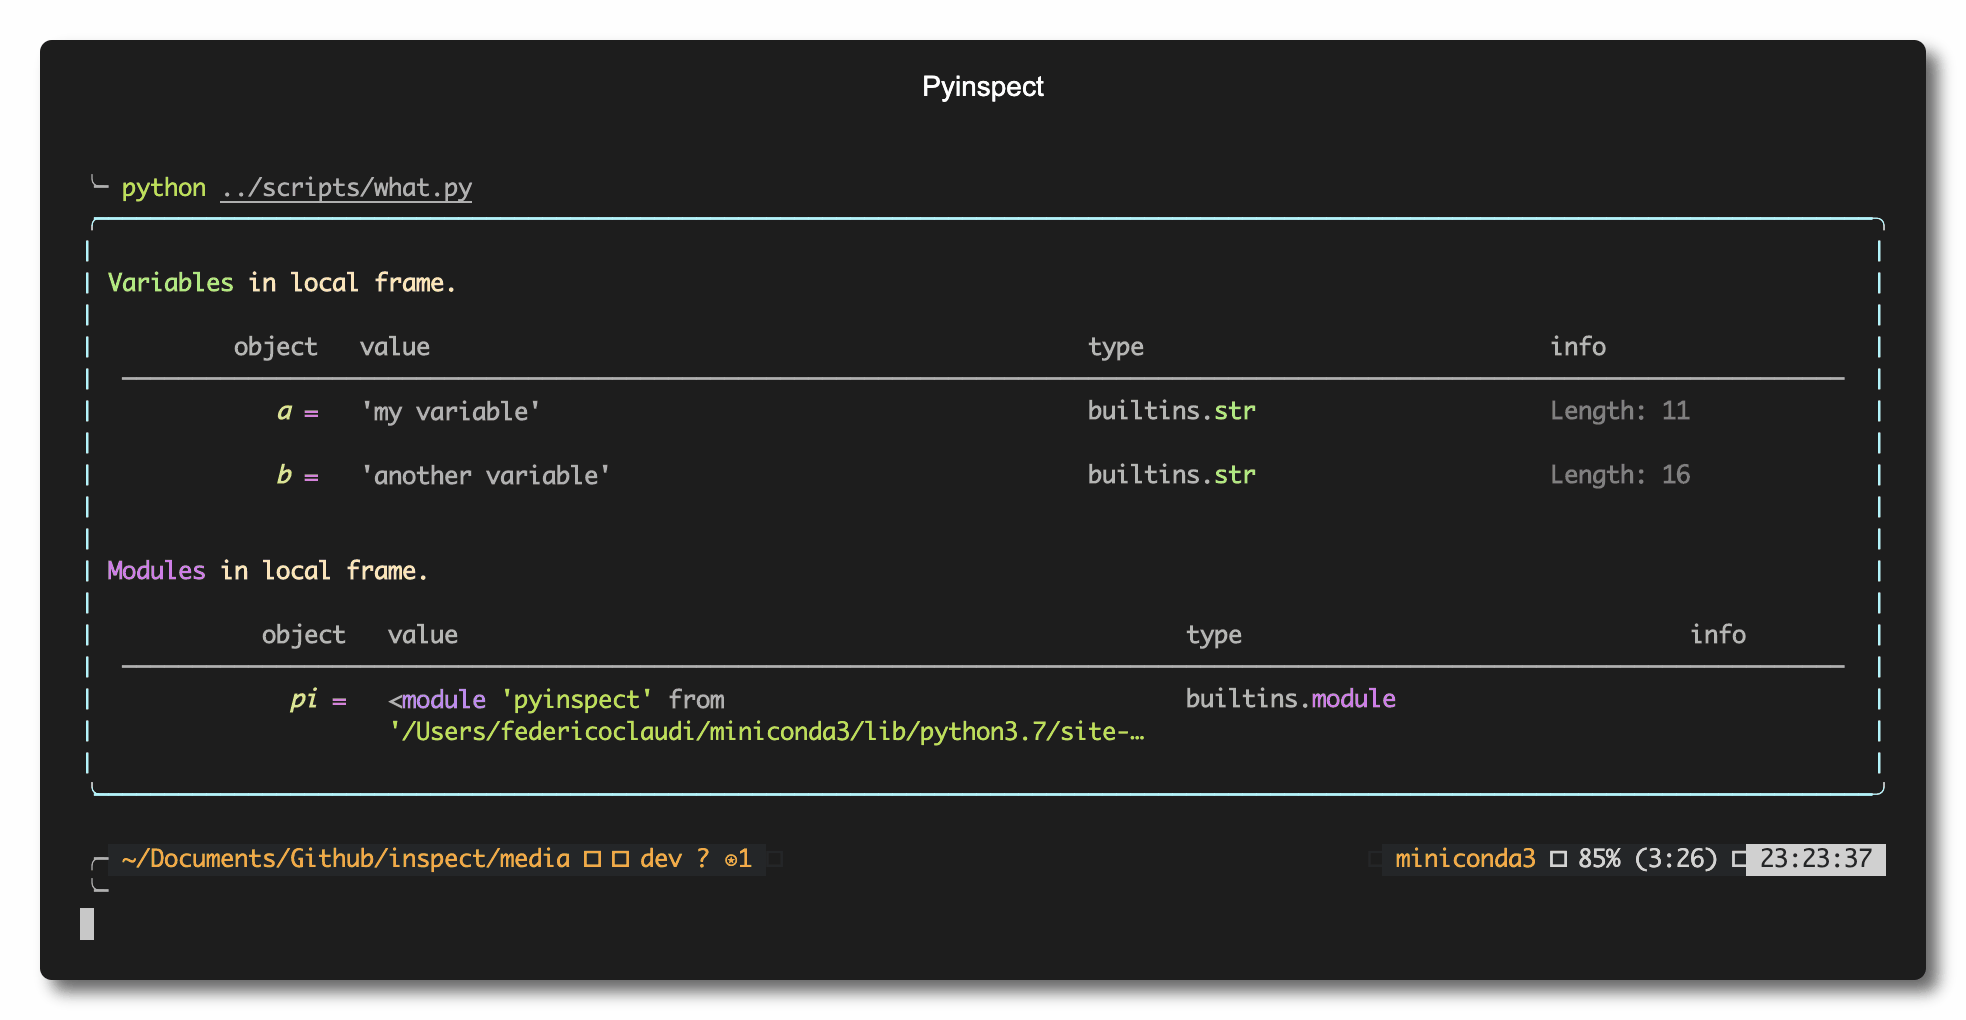 Pyinspect
python ../scripts/what.py
Variables in local frame.
object value type info
a = 'my variable' builtins.str Length: 11
b = 'another variable' builtins.str Length: 16
Modules in local frame.
object value type info
pi = <module 'pyinspect' from builtins.module
'/Users/federicoclaudi/miniconda3/lib/python3.7/site-…
~/Documents/Github/inspect/media □ □ dev ? ⊛1 miniconda3 □ 85% (3:26) □ 23:23:37